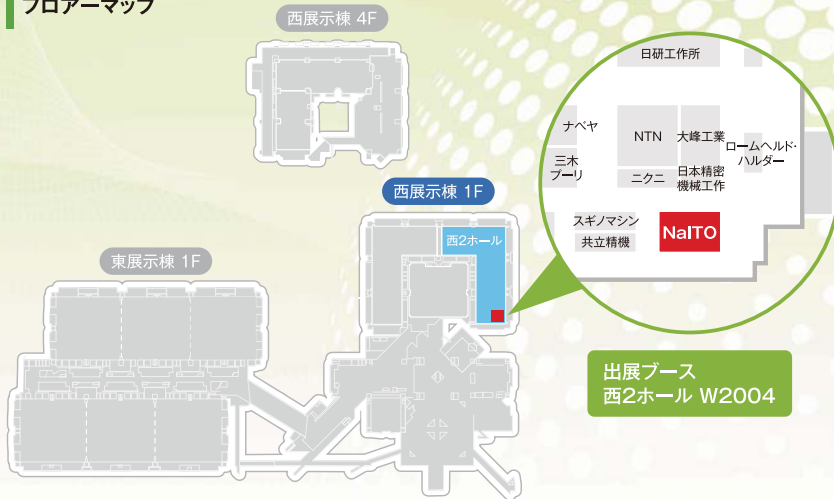 フロアーマップ
西展示棟 4F
日研工作所
ナベヤ
NTN
大峰工業
ロームヘルド・
ハルダー
三木
プーリ
ニクニ
日本精密
機械工作
西展示棟 1F
スギノマシン
共立精機
NaITO
西2ホール
東展示棟 1F
出展ブース
西2ホール W2004